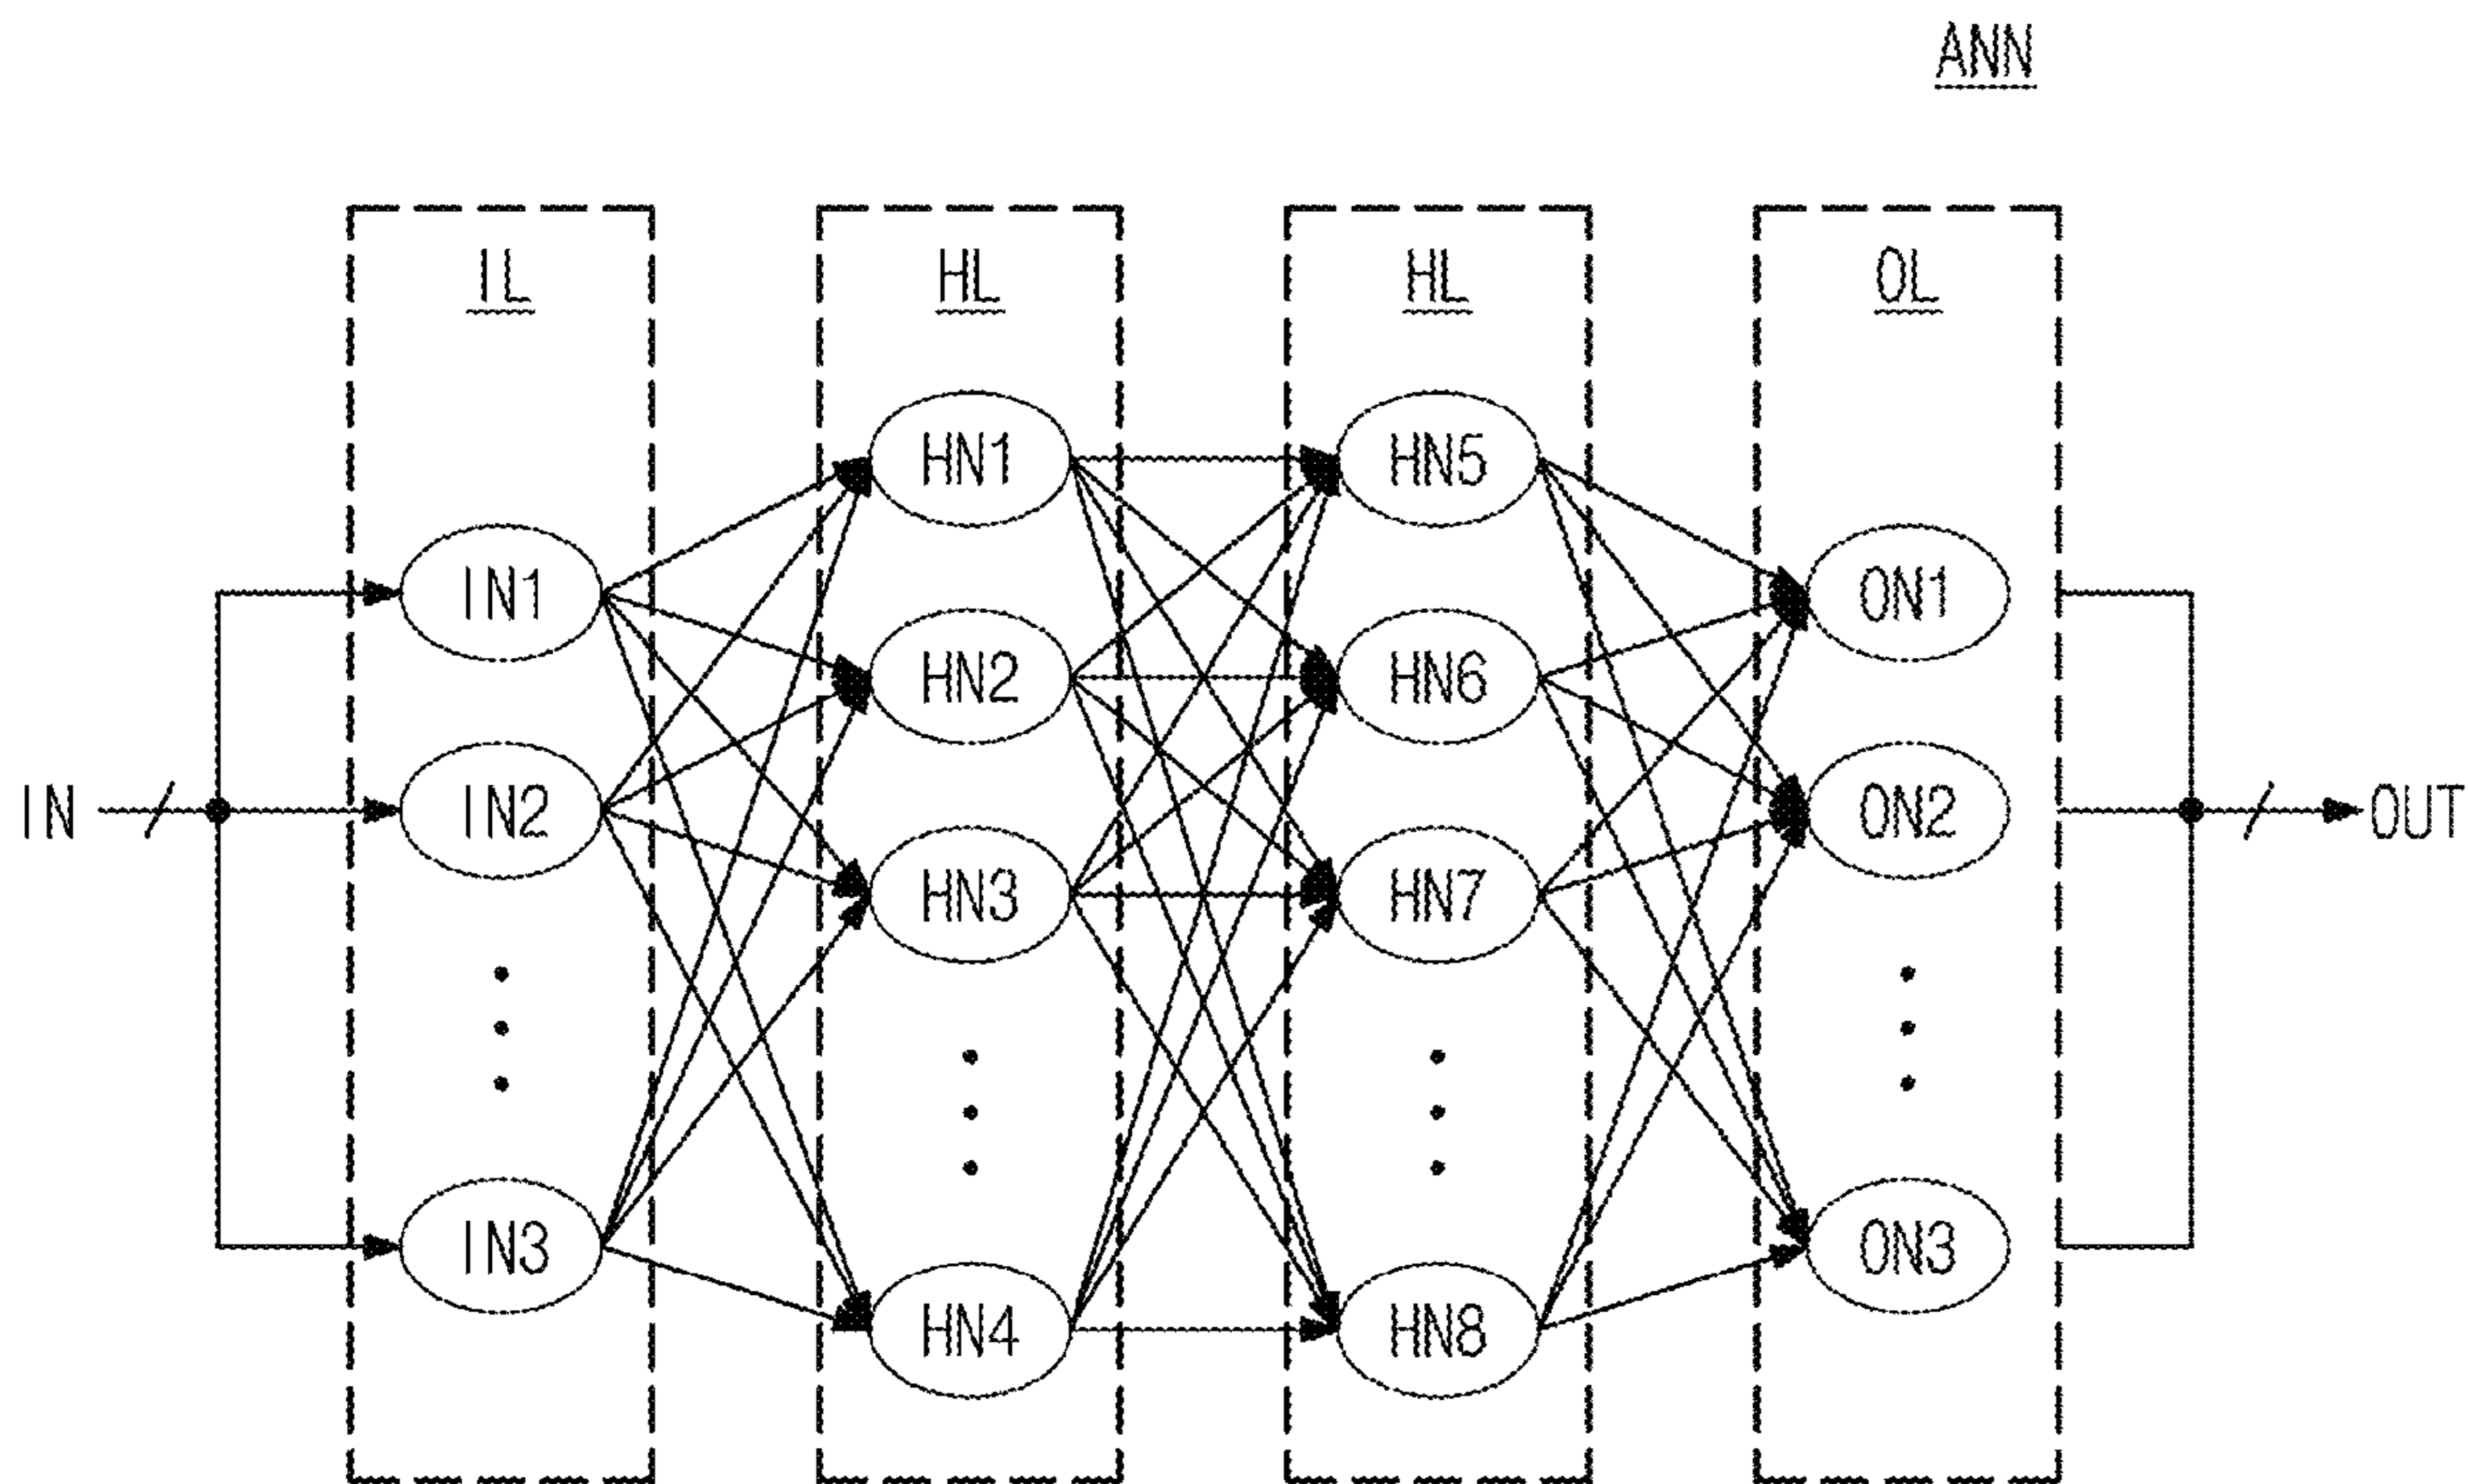 ANN
IL
HL
HL
OL
HN1
HN5
IN1
ON1
HN2
HN6
IN
IN2
ON2
OUT
HN3
HN7
IN3
ON3
HN4
HN8